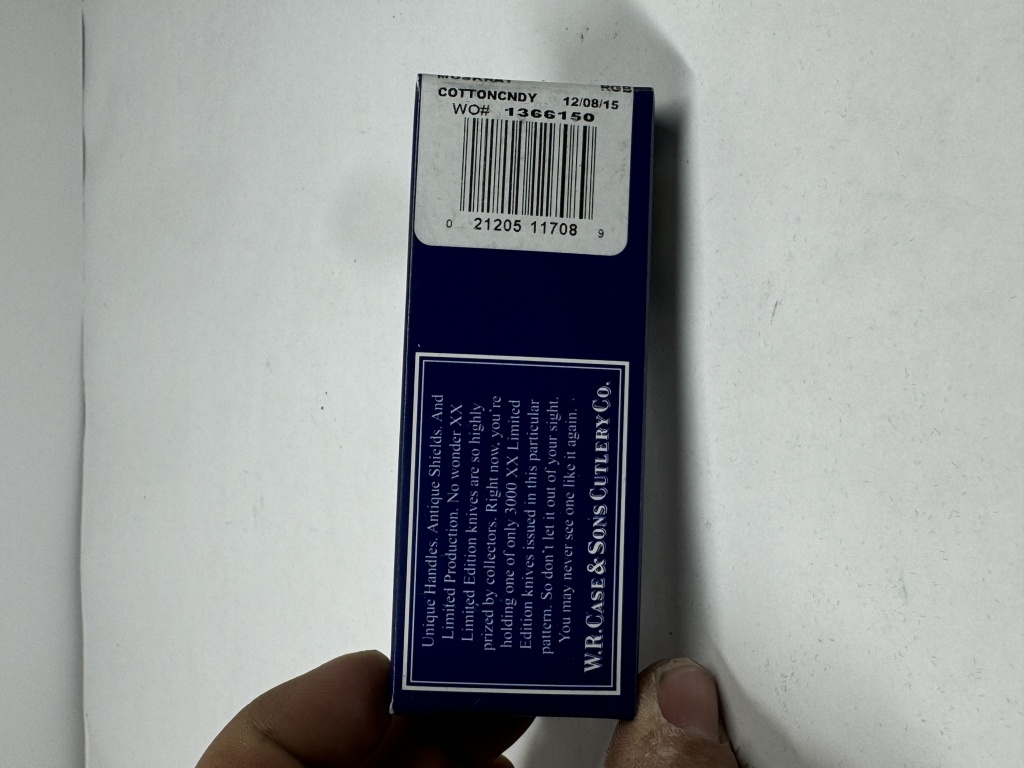 MUSKRAT RGB
COTTONCNDY 12/08/15
WO# 1366150
0 21205 11708 9
Unique Handles. Antique Shields. And
Limited Production. No wonder XX
Limited Edition knives are so highly
prized by collectors. Right now, you're
holding one of only 3000 XX Limited
Edition knives issued in this particular
pattern. So don't let it out of your sight.
You may never see one like it again.
W.R. CASE & SONS CUTLERY CO.